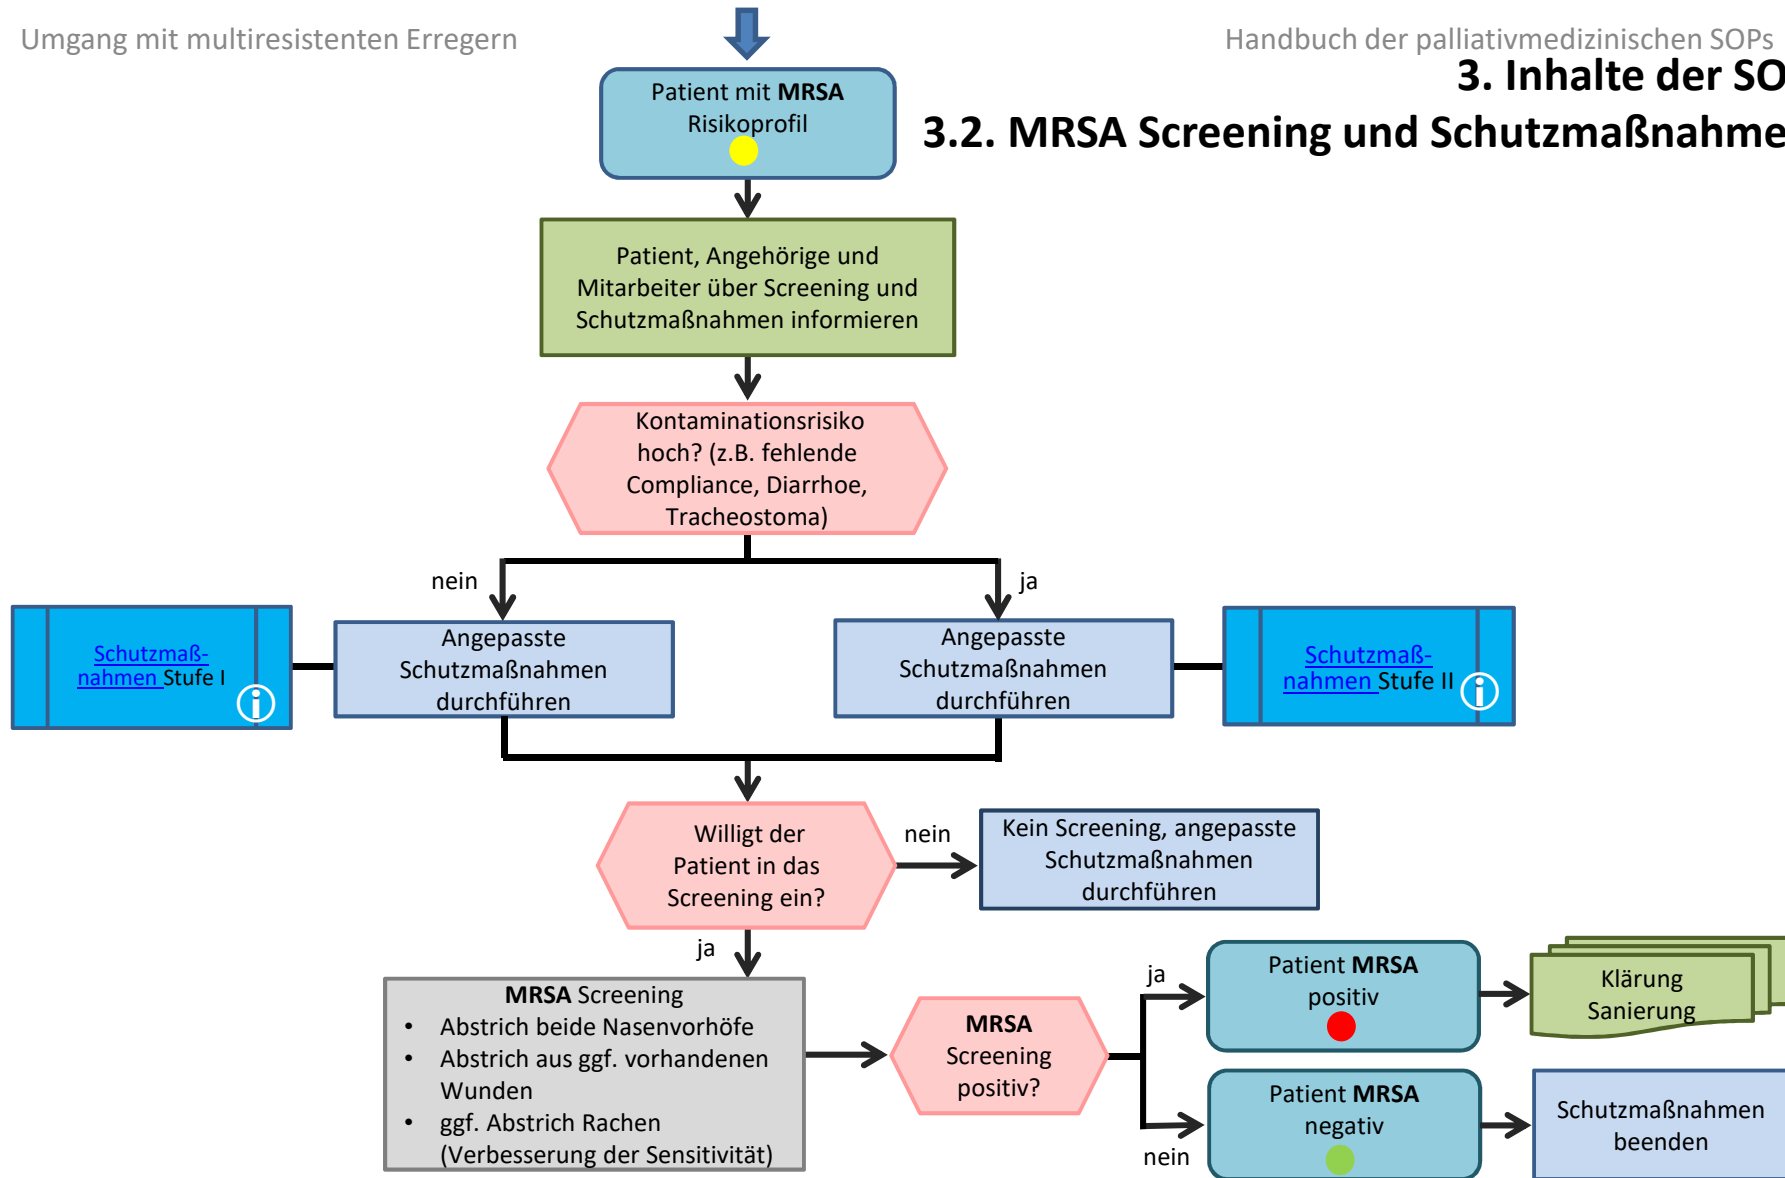 Umgang mit multiresistenten Erregern
Handbuch der palliativmedizinischen SOPs
3. Inhalte der SO
3.2. MRSA Screening und Schutzmaßnahme
Patient mit MRSA
Risikoprofil
Patient, Angehörige und
Mitarbeiter über Screening und
Schutzmaßnahmen informieren
Kontaminationsrisiko
hoch? (z.B. fehlende
Compliance, Diarrhoe,
Tracheostoma)
nein
ja
Schutzmaß-
nahmen Stufe I
i
Angepasste
Schutzmaßnahmen
durchführen
Angepasste
Schutzmaßnahmen
durchführen
Schutzmaß-
nahmen Stufe II
i
Willigt der
Patient in das
Screening ein?
nein
Kein Screening, angepasste
Schutzmaßnahmen
durchführen
ja
MRSA Screening
• Abstrich beide Nasenvorhöfe
• Abstrich aus ggf. vorhandenen
Wunden
• ggf. Abstrich Rachen
(Verbesserung der Sensitivität)
MRSA
Screening
positiv?
ja
Patient MRSA
positiv
Klärung
Sanierung
nein
Patient MRSA
negativ
Schutzmaßnahmen
beenden